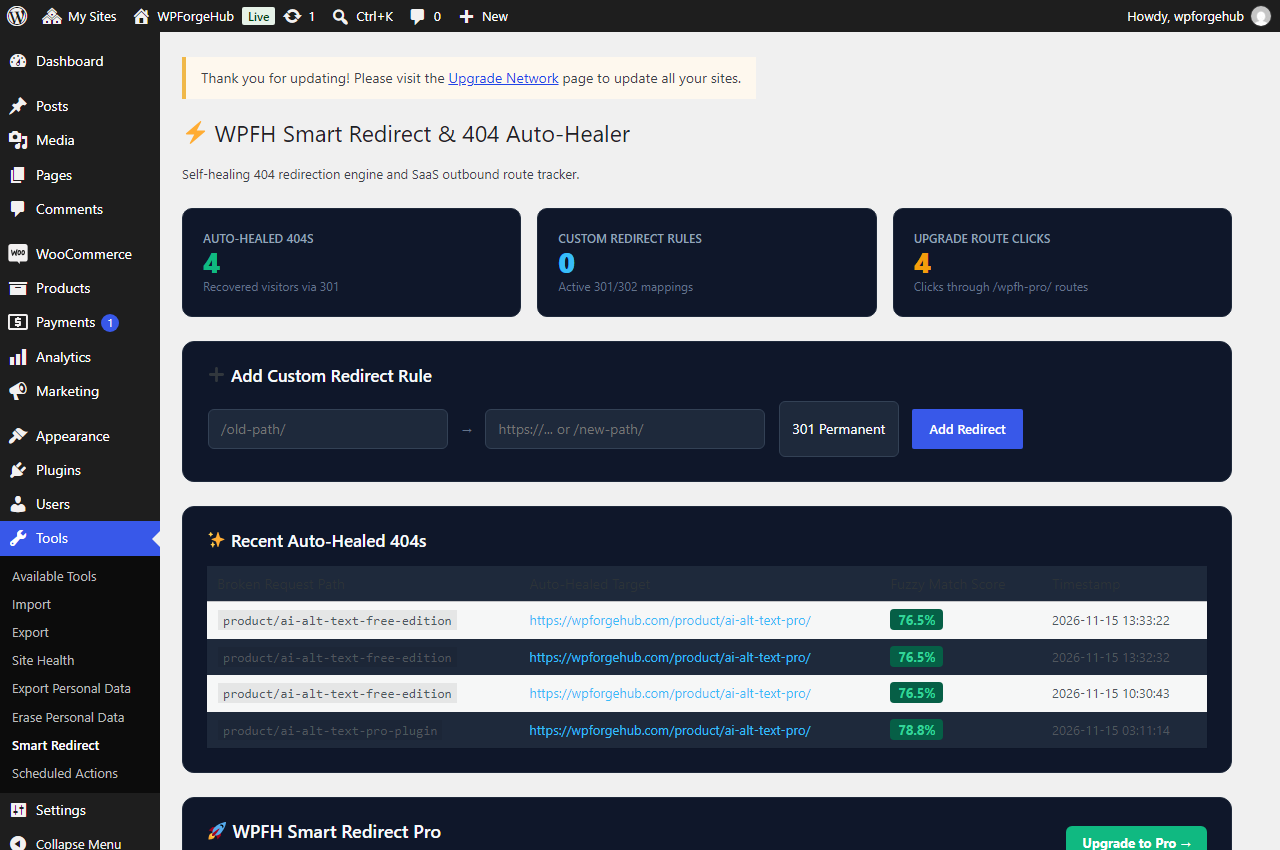 My Sites WPForgeHub Live 1 Ctrl+K 0 New Howdy, wpforgehub
Dashboard
Posts
Media
Pages
Comments
WooCommerce
Products
Payments 1
Analytics
Marketing
Appearance
Plugins
Users
Tools
Available Tools
Import
Export
Site Health
Export Personal Data
Erase Personal Data
Smart Redirect
Scheduled Actions
Settings
Collapse Menu
Thank you for updating! Please visit the Upgrade Network page to update all your sites.
⚡ WPFH Smart Redirect & 404 Auto-Healer
Self-healing 404 redirection engine and SaaS outbound route tracker.
AUTO-HEALED 404S
4
Recovered visitors via 301
CUSTOM REDIRECT RULES
0
Active 301/302 mappings
UPGRADE ROUTE CLICKS
4
Clicks through /wpfh-pro/ routes
➕ Add Custom Redirect Rule
/old-path/ → https://... or /new-path/ 301 Permanent Add Redirect
✨ Recent Auto-Healed 404s
Broken Request Path Auto-Healed Target Fuzzy Match Score Timestamp
product/ai-alt-text-free-edition https://wpforgehub.com/product/ai-alt-text-pro/ 76.5% 2026-11-15 13:33:22
product/ai-alt-text-free-edition https://wpforgehub.com/product/ai-alt-text-pro/ 76.5% 2026-11-15 13:32:32
product/ai-alt-text-free-edition https://wpforgehub.com/product/ai-alt-text-pro/ 76.5% 2026-11-15 10:30:43
product/ai-alt-text-pro-plugin https://wpforgehub.com/product/ai-alt-text-pro/ 78.8% 2026-11-15 03:11:14
🚀 WPFH Smart Redirect Pro
Upgrade to Pro →